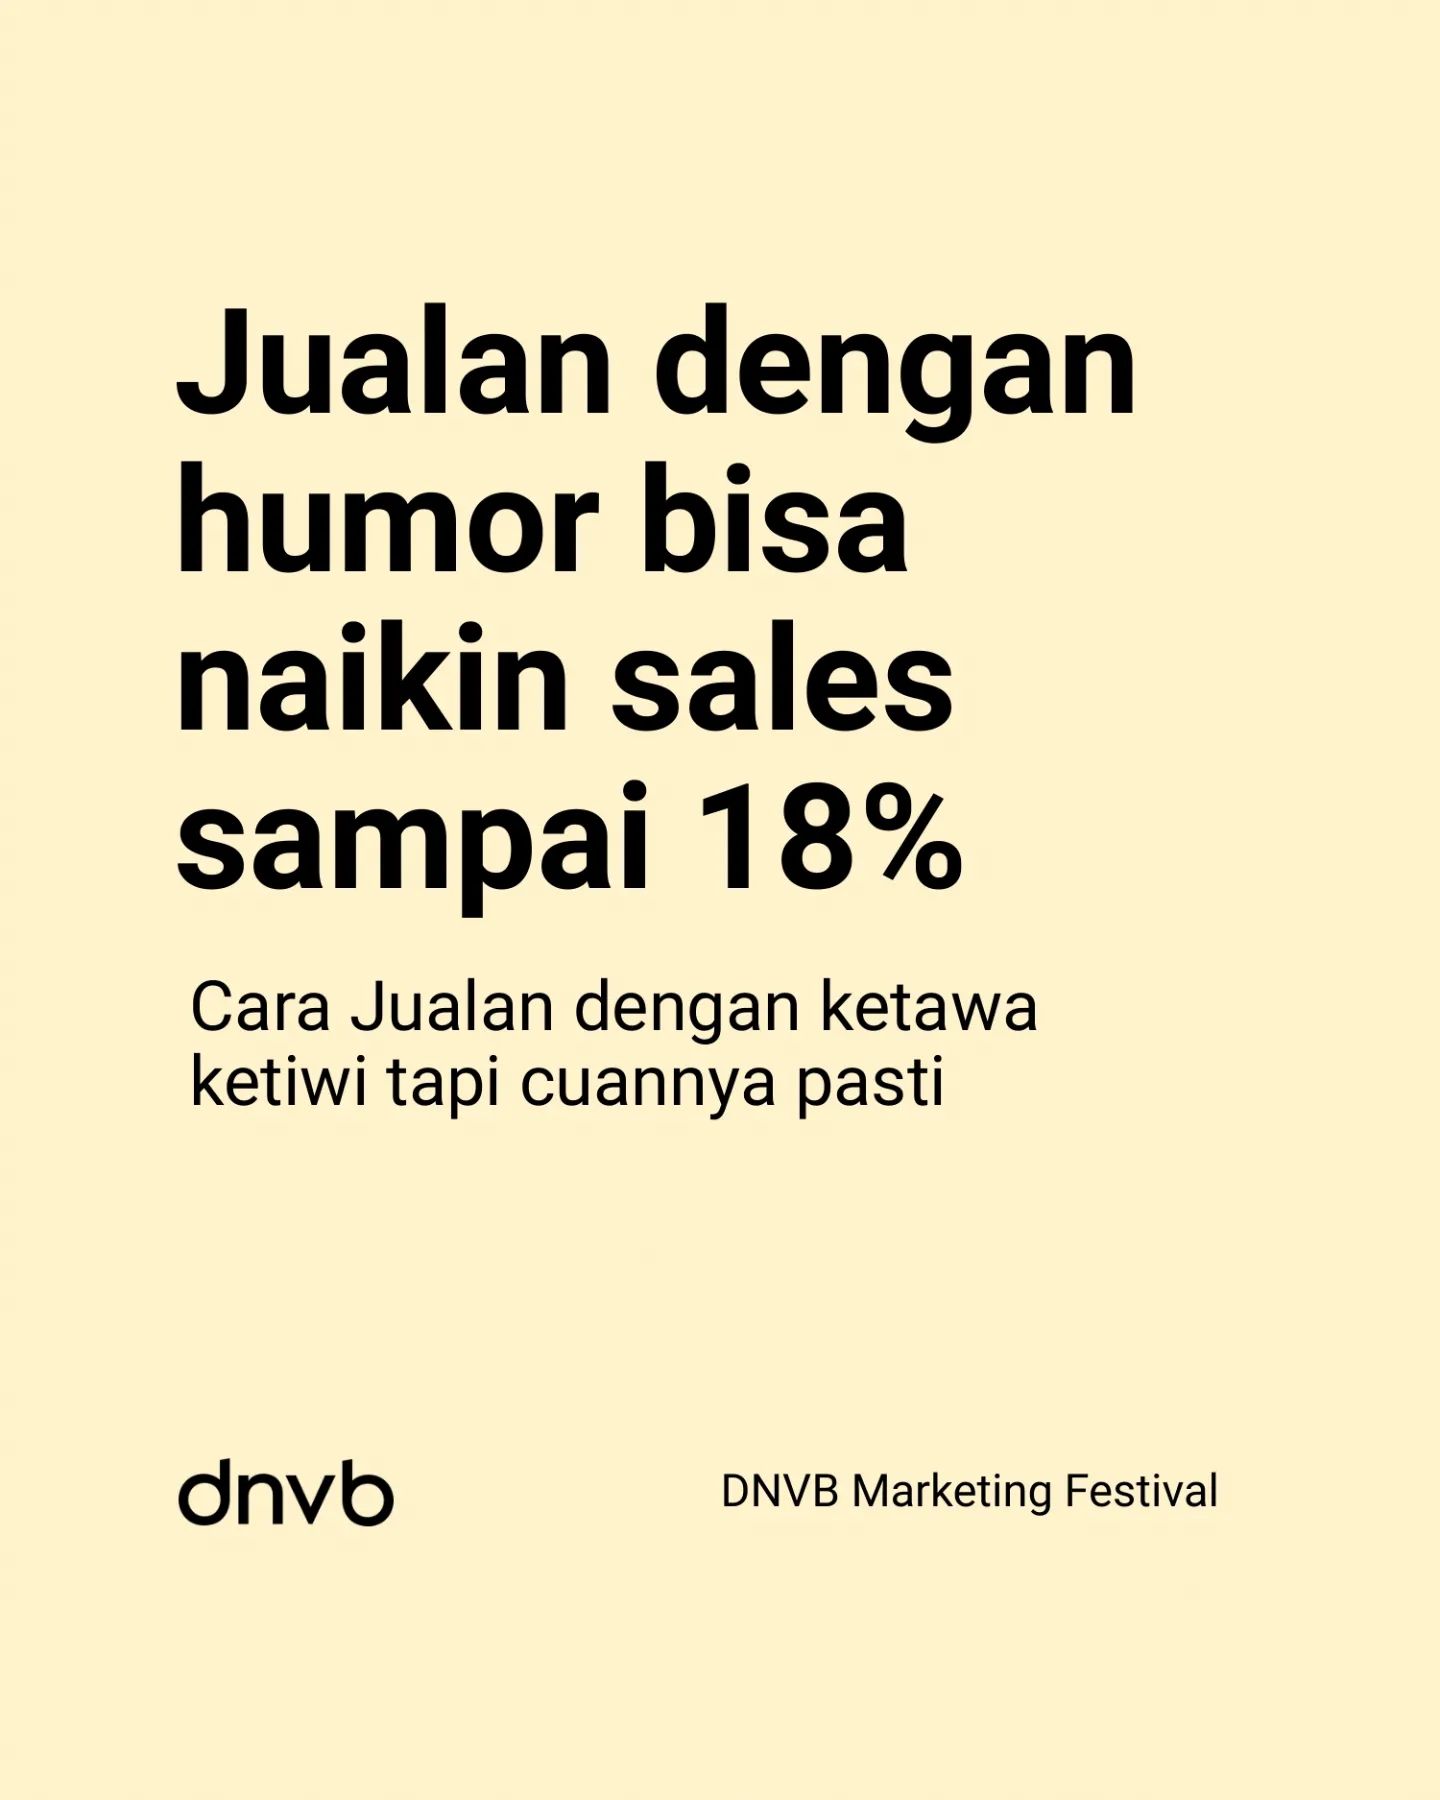 Jualan dengan
humor bisa
naikin sales
sampai 18%
Cara Jualan dengan ketawa
ketiwi tapi cuannya pasti
dnvb
DNVB Marketing Festival